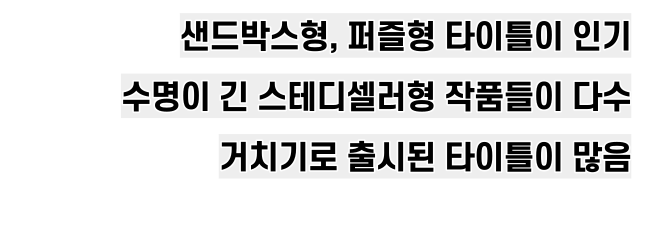 샌드박스형, 퍼즐형 타이틀이 인기
수명이 긴 스테디셀러형 작품들이 다수
거치기로 출시된 타이틀이 많음